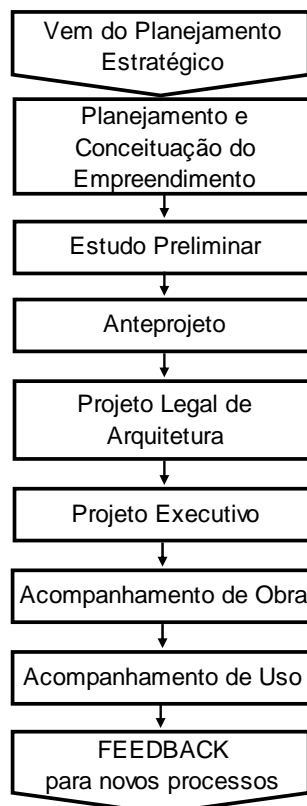 Vem do Planejamento
Estratégico
Planejamento e
Conceituação do
Empreendimento
Estudo Preliminar
Anteprojeto
Projeto Legal de
Arquitetura
Projeto Executivo
Acompanhamento de Obra
Acompanhamento de Uso
FEEDBACK
para novos processos